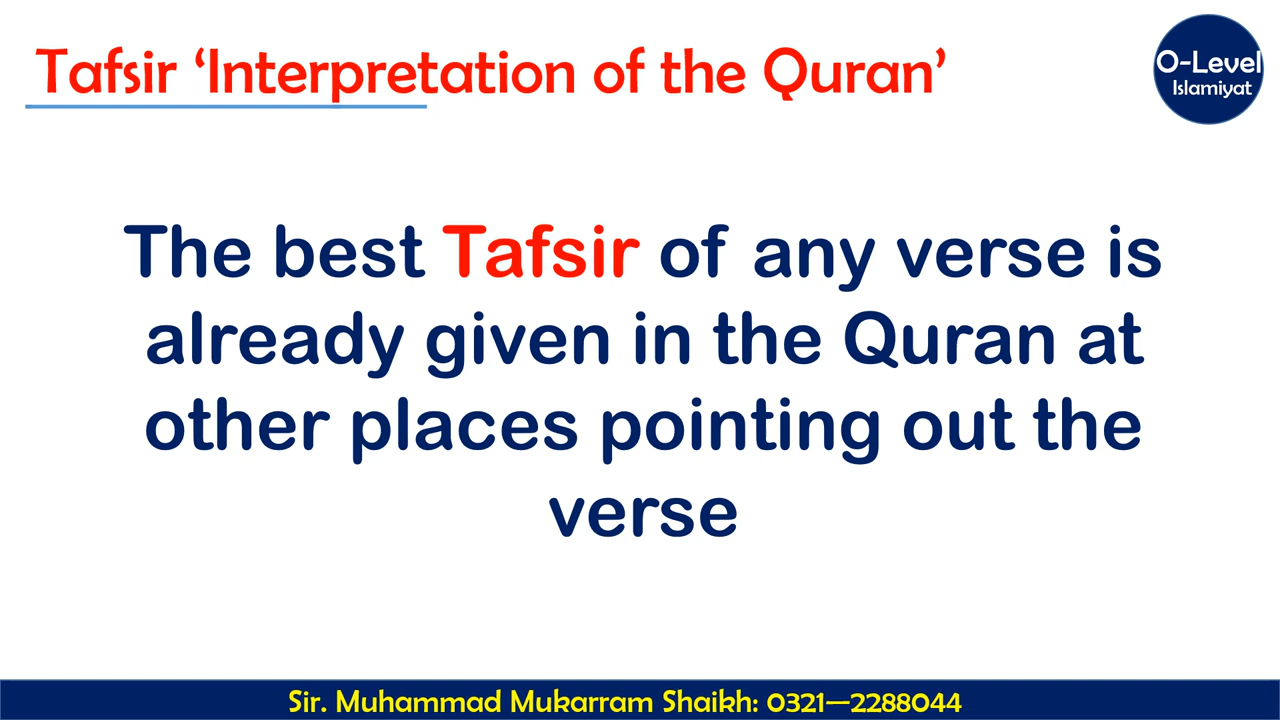 Tafsir ‘Interpretation of the Quran’
O-Level
Islamiyat
The best Tafsir of any verse is
already given in the Quran at
other places pointing out the
verse
Sir. Muhammad Mukarram Shaikh: 0321—2288044